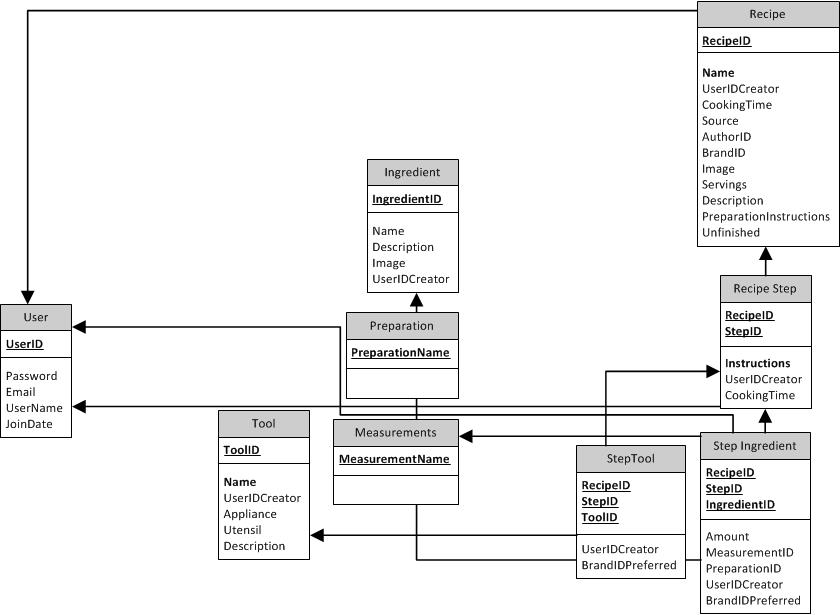 Recipe
RecipeID
Name
UserIDCreator
CookingTime
Source
AuthorID
BrandID
Image
Servings
Description
PreparationInstructions
Unfinished
Ingredient
IngredientID
Name
Description
Image
UserIDCreator
Recipe Step
RecipeID
StepID
Instructions
UserIDCreator
CookingTime
User
UserID
Password
Email
UserName
JoinDate
Preparation
PreparationName
Tool
ToolID
Name
UserIDCreator
Appliance
Utensil
Description
Measurements
MeasurementName
StepTool
RecipeID
StepID
ToolID
UserIDCreator
BrandIDPreferred
Step Ingredient
RecipeID
StepID
IngredientID
Amount
MeasurementID
PreparationID
UserIDCreator
BrandIDPreferred